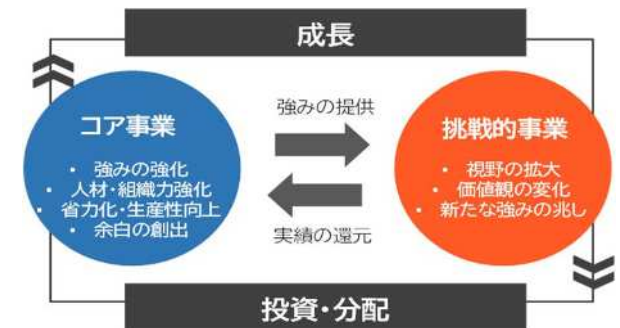 成長
コア事業
• 強みの強化
• 人材・組織力強化
• 省力化・生産性向上
• 余白の創出
強みの提供
実績の還元
挑戦的事業
• 視野の拡大
• 価値観の変化
• 新たな強みの兆し
投資・分配